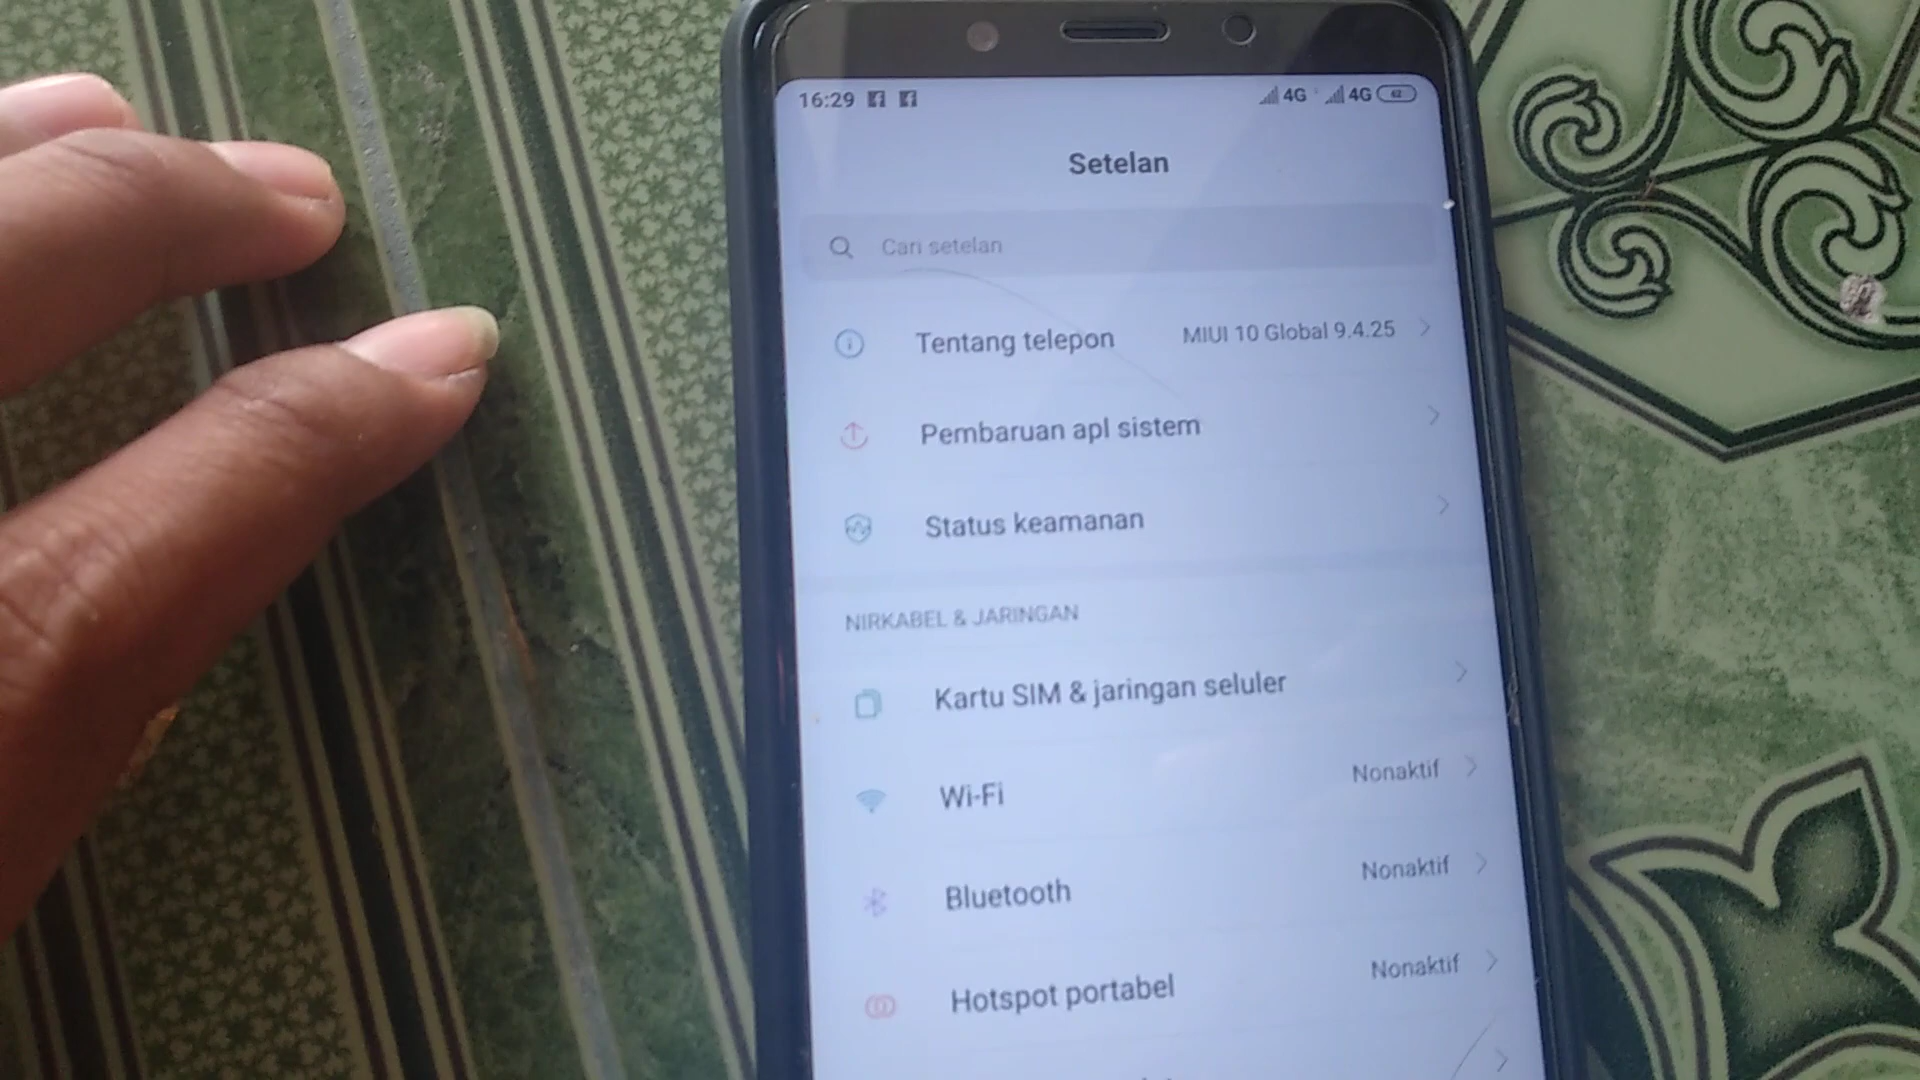 16:29 4G 4G 62
Setelan
Cari setelan
Tentang telepon MIUI 10 Global 9.4.25
Pembaruan apl sistem
Status keamanan
NIRKABEL & JARINGAN
Kartu SIM & jaringan seluler
Wi-Fi Nonaktif
Bluetooth Nonaktif
Hotspot portabel Nonaktif